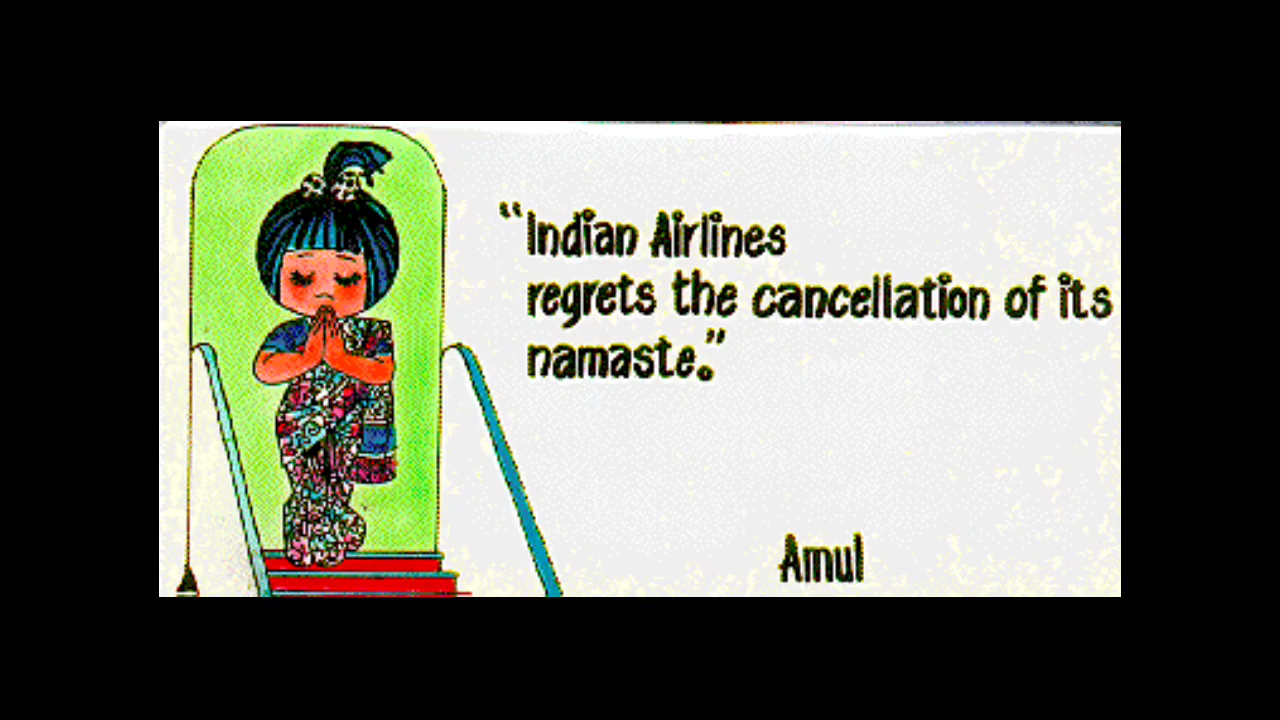 “Indian Airlines
regrets the cancellation of its
namaste.”
Amul